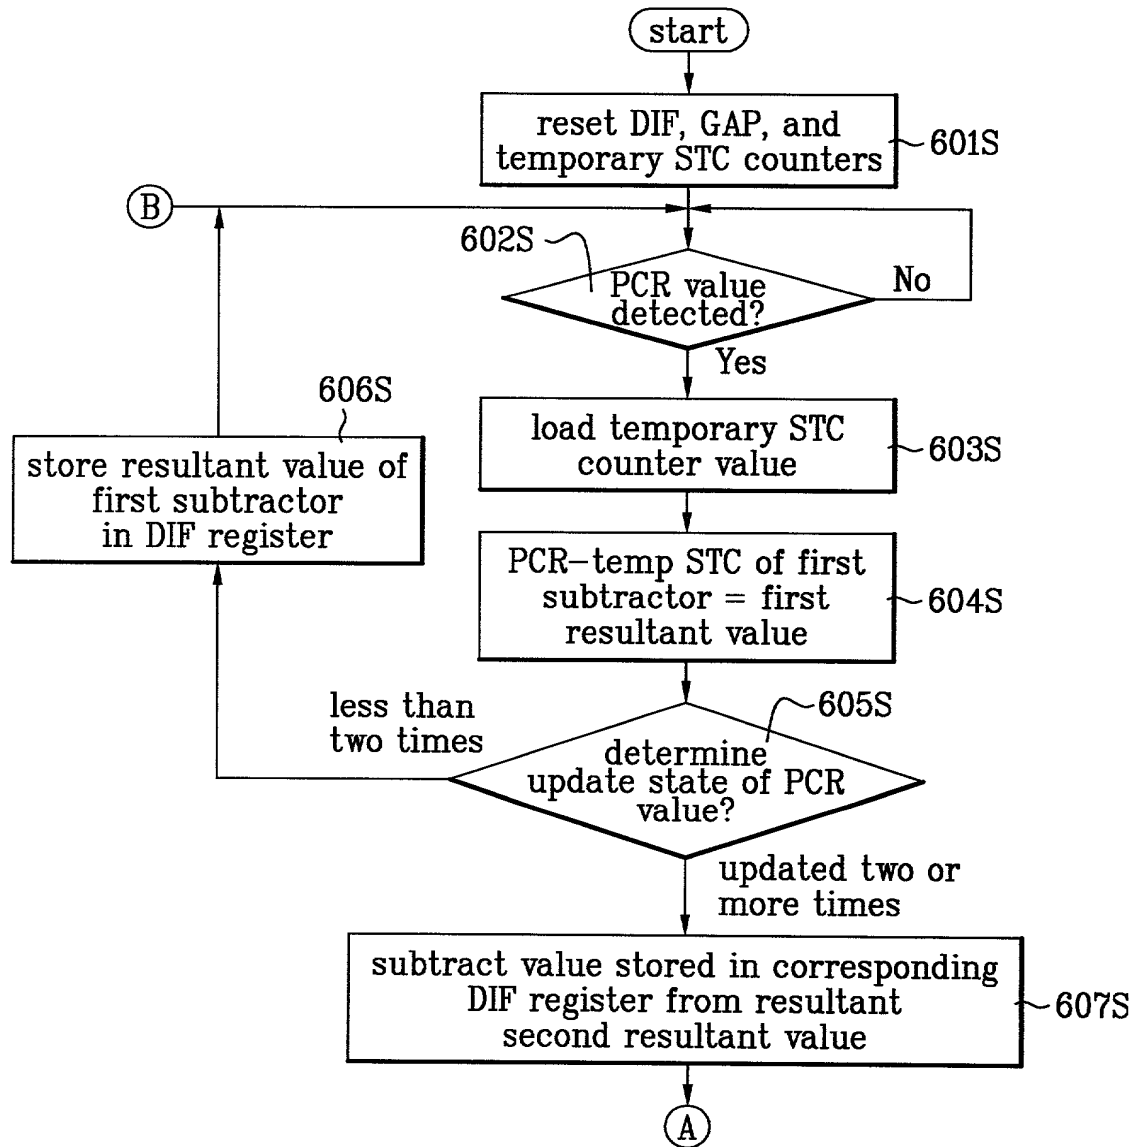 start
reset DIF, GAP, and
temporary STC counters
601S
B
602S
PCR value
detected?
No
Yes
606S
store resultant value of
first subtractor
in DIF register
load temporary STC
counter value
603S
PCR-temp STC of first
subtractor = first
resultant value
604S
less than
two times
605S
determine
update state of PCR
value?
updated two or
more times
subtract value stored in corresponding
DIF register from resultant
second resultant value
607S
A